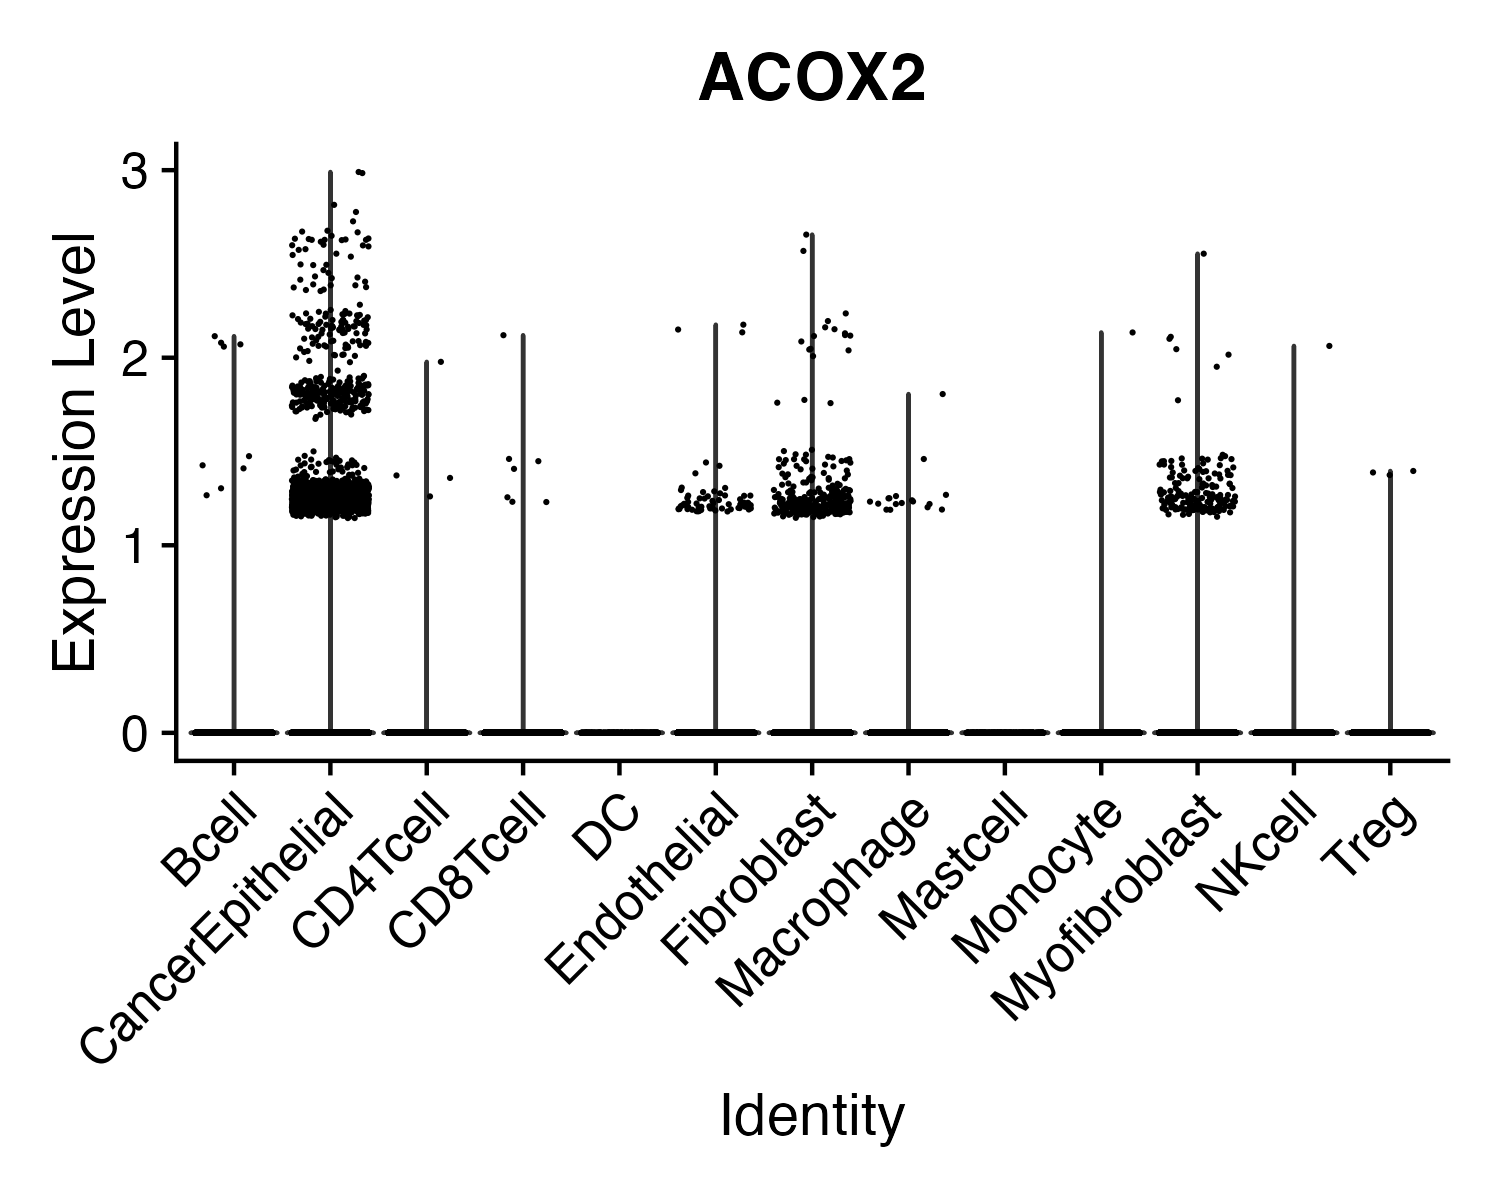 ACOX2
Expression Level
3
2
1
0
Bcell
CancerEpithelial
CD4Tcell
CD8Tcell
DC
Endothelial
Fibroblast
Macrophage
Mastcell
Monocyte
Myofibroblast
NKcell
Treg
Identity